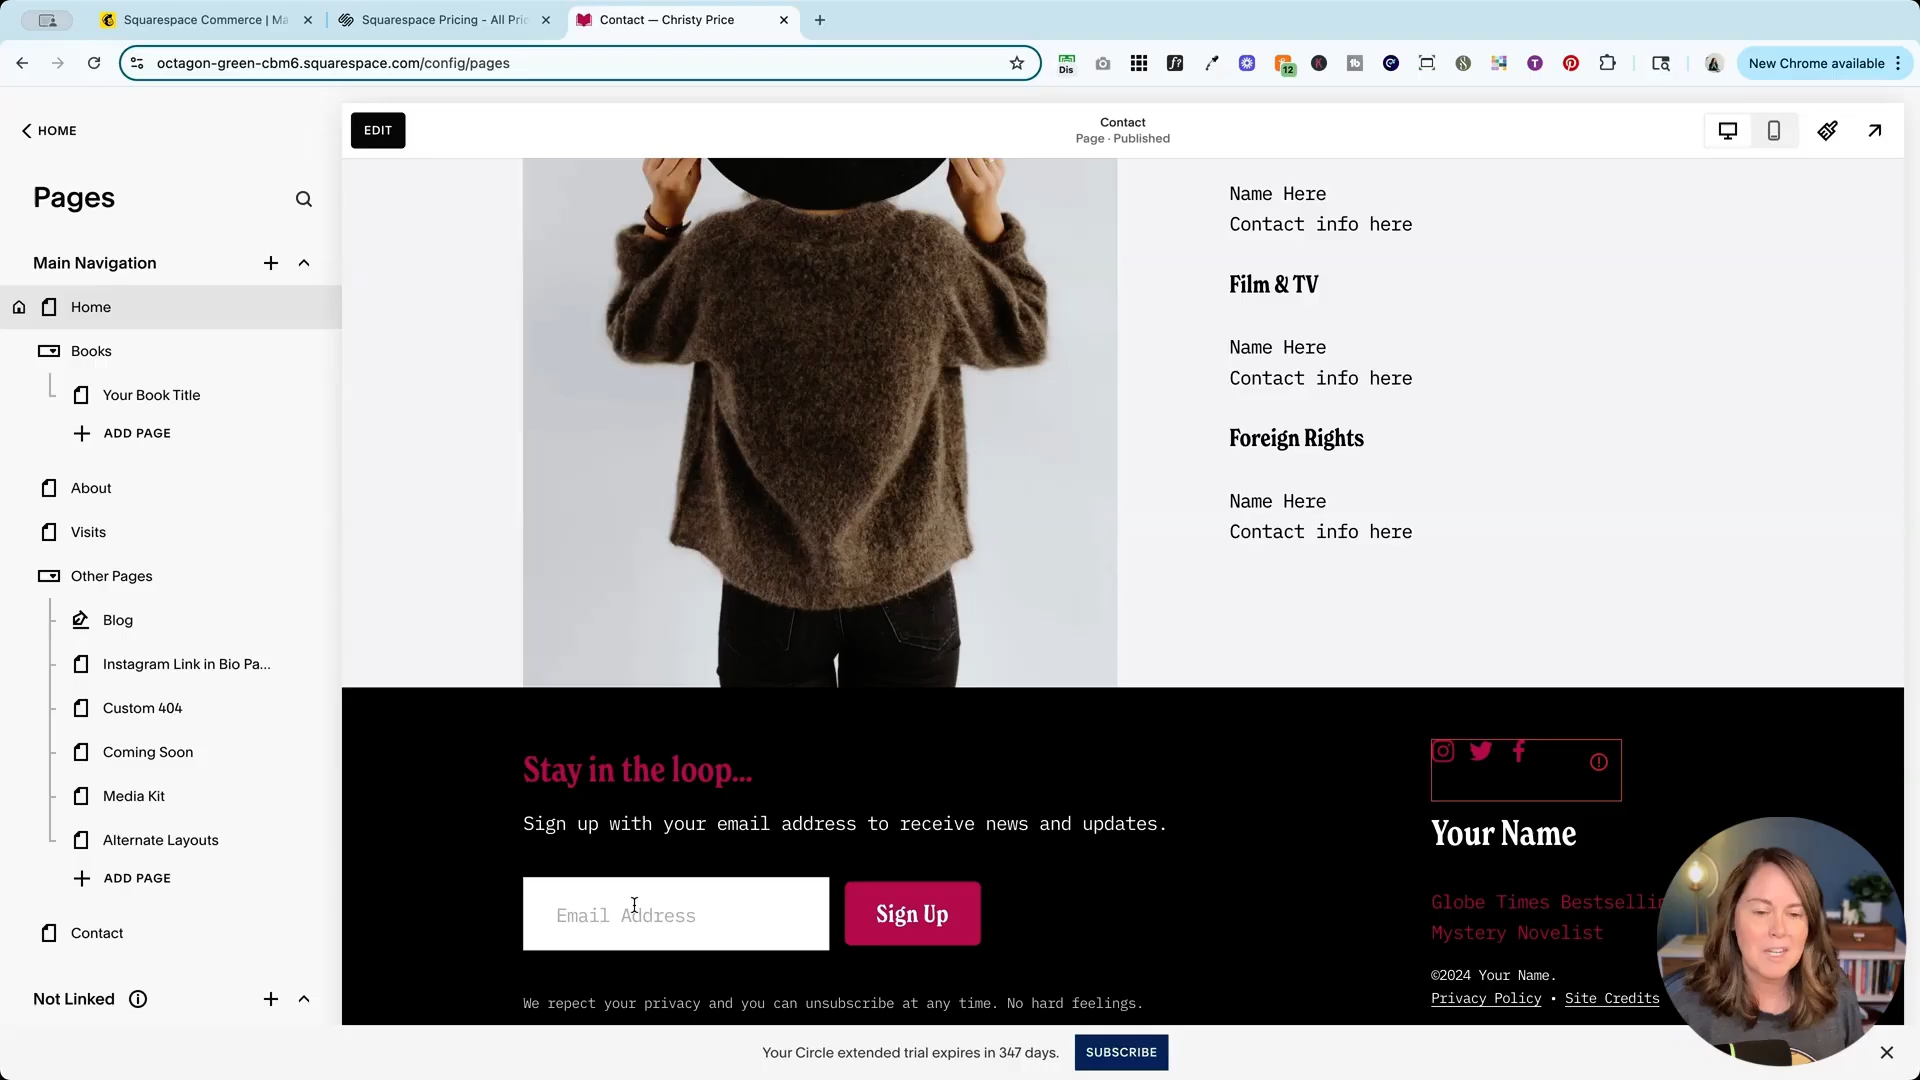 Squarespace Commerce | Ma
Squarespace Pricing - All Pric
Contact — Christy Price
octagon-green-cbm6.squarespace.com/config/pages
Dis
12
New Chrome available
HOME
EDIT
Contact
Page · Published
Pages
Main Navigation
Home
Books
Your Book Title
ADD PAGE
About
Visits
Other Pages
Blog
Instagram Link in Bio Pa...
Custom 404
Coming Soon
Media Kit
Alternate Layouts
ADD PAGE
Contact
Not Linked
Name Here
Contact info here
Film & TV
Name Here
Contact info here
Foreign Rights
Name Here
Contact info here
Stay in the loop...
Sign up with your email address to receive news and updates.
Email Address
Sign Up
We repect your privacy and you can unsubscribe at any time. No hard feelings.
Your Name
Globe Times Bestsellin
Mystery Novelist
©2024 Your Name.
Privacy Policy • Site Credits
Your Circle extended trial expires in 347 days.
SUBSCRIBE